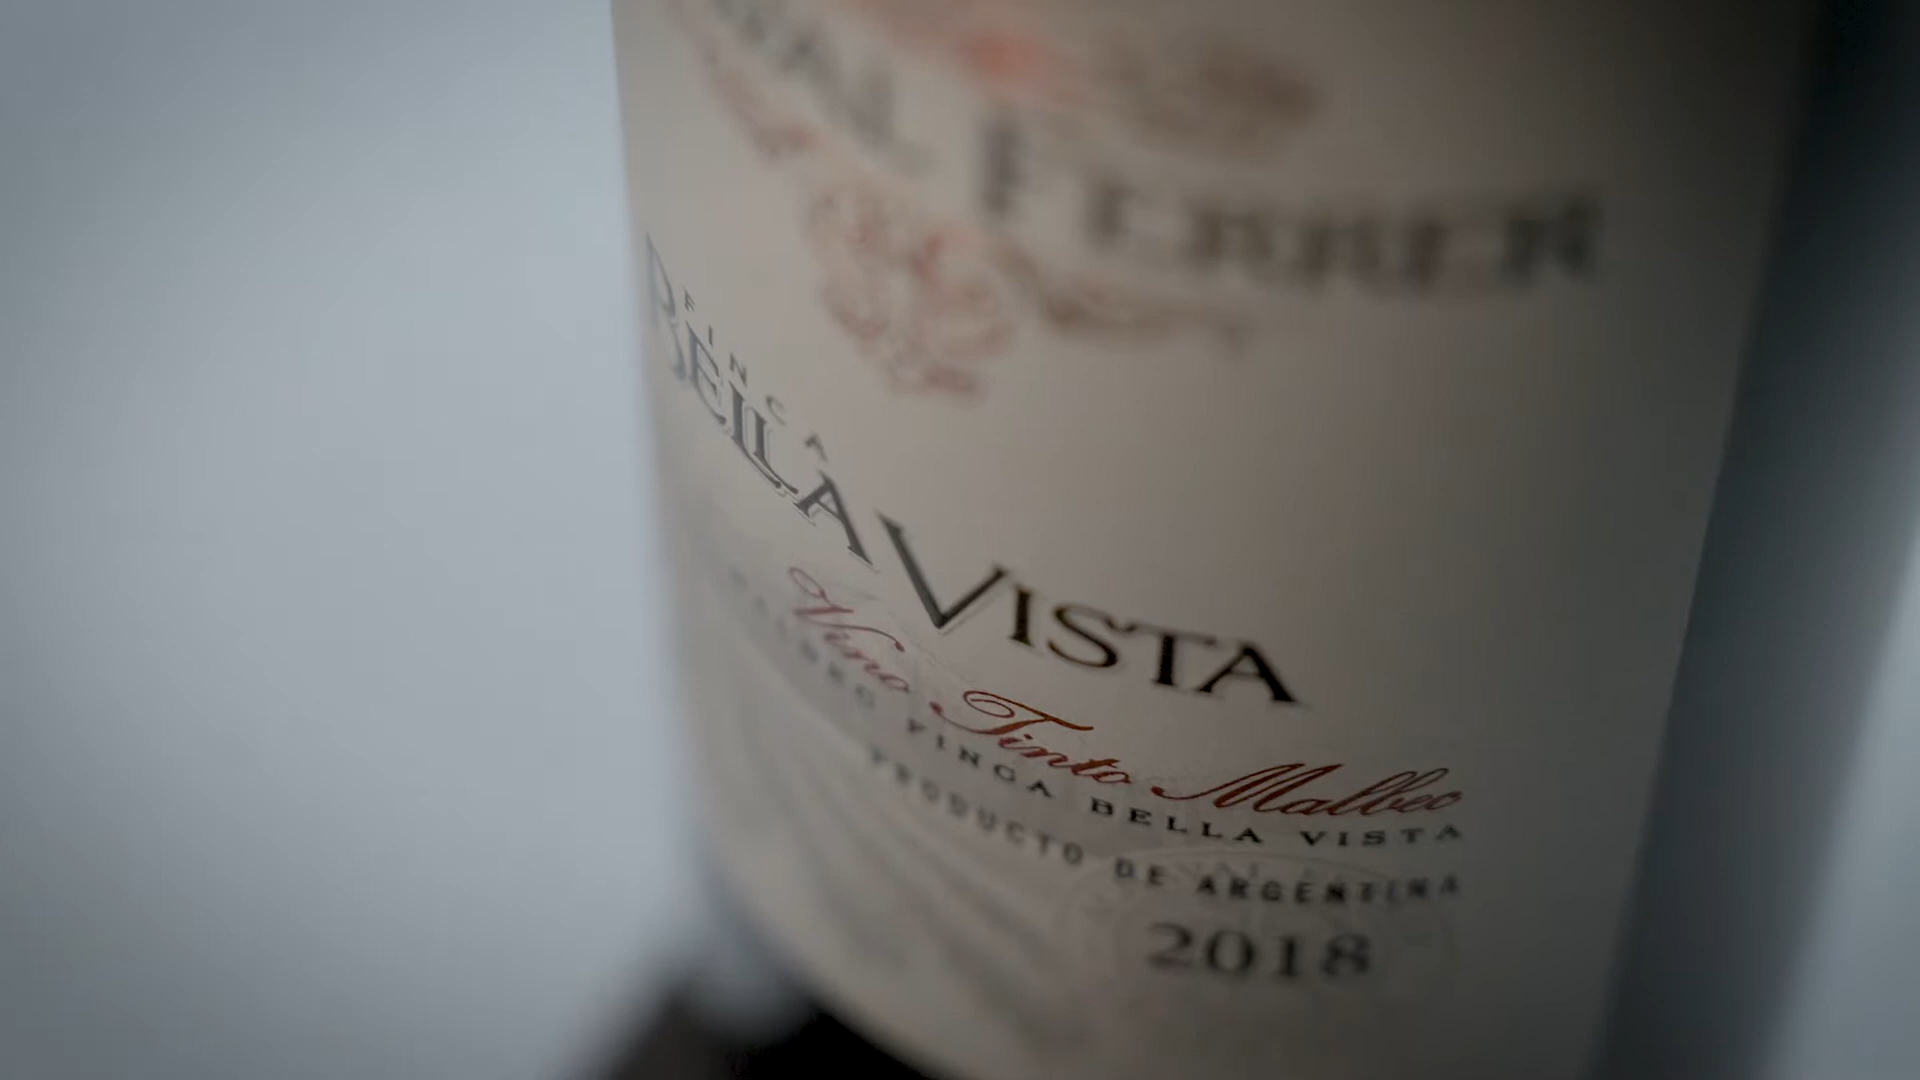 FINCA
BELLA VISTA
Vino Tinto Malbec
FINCA BELLA VISTA
PRODUCTO DE ARGENTINA
2018